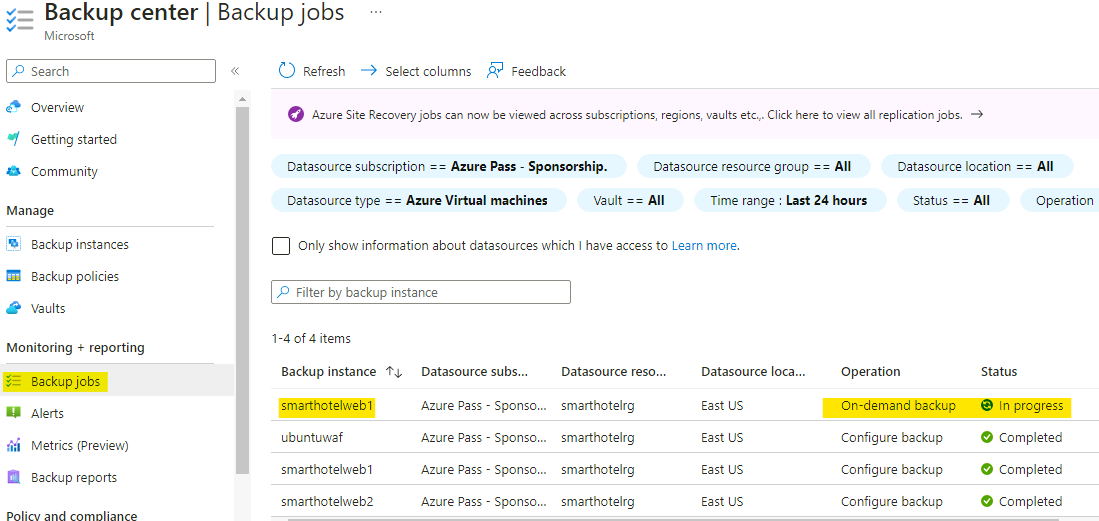 Backup center | Backup jobs ...
Microsoft
Search
«
Overview
Getting started
Community
Manage
Backup instances
Backup policies
Vaults
Monitoring + reporting
Backup jobs
Alerts
Metrics (Preview)
Backup reports
Policy and compliance
Refresh Select columns Feedback
Azure Site Recovery jobs can now be viewed across subscriptions, regions, vaults etc.,. Click here to view all replication jobs. →
Datasource subscription == Azure Pass - Sponsorship. Datasource resource group == All Datasource location == All
Datasource type == Azure Virtual machines Vault == All Time range : Last 24 hours Status == All Operation
Only show information about datasources which I have access to Learn more.
Filter by backup instance
1-4 of 4 items
Backup instance ↑↓ Datasource subs... Datasource reso... Datasource loca... Operation Status
smarthotelweb1 Azure Pass - Sponso... smarthotelrg East US On-demand backup In progress
ubuntuwaf Azure Pass - Sponso... smarthotelrg East US Configure backup Completed
smarthotelweb1 Azure Pass - Sponso... smarthotelrg East US Configure backup Completed
smarthotelweb2 Azure Pass - Sponso... smarthotelrg East US Configure backup Completed